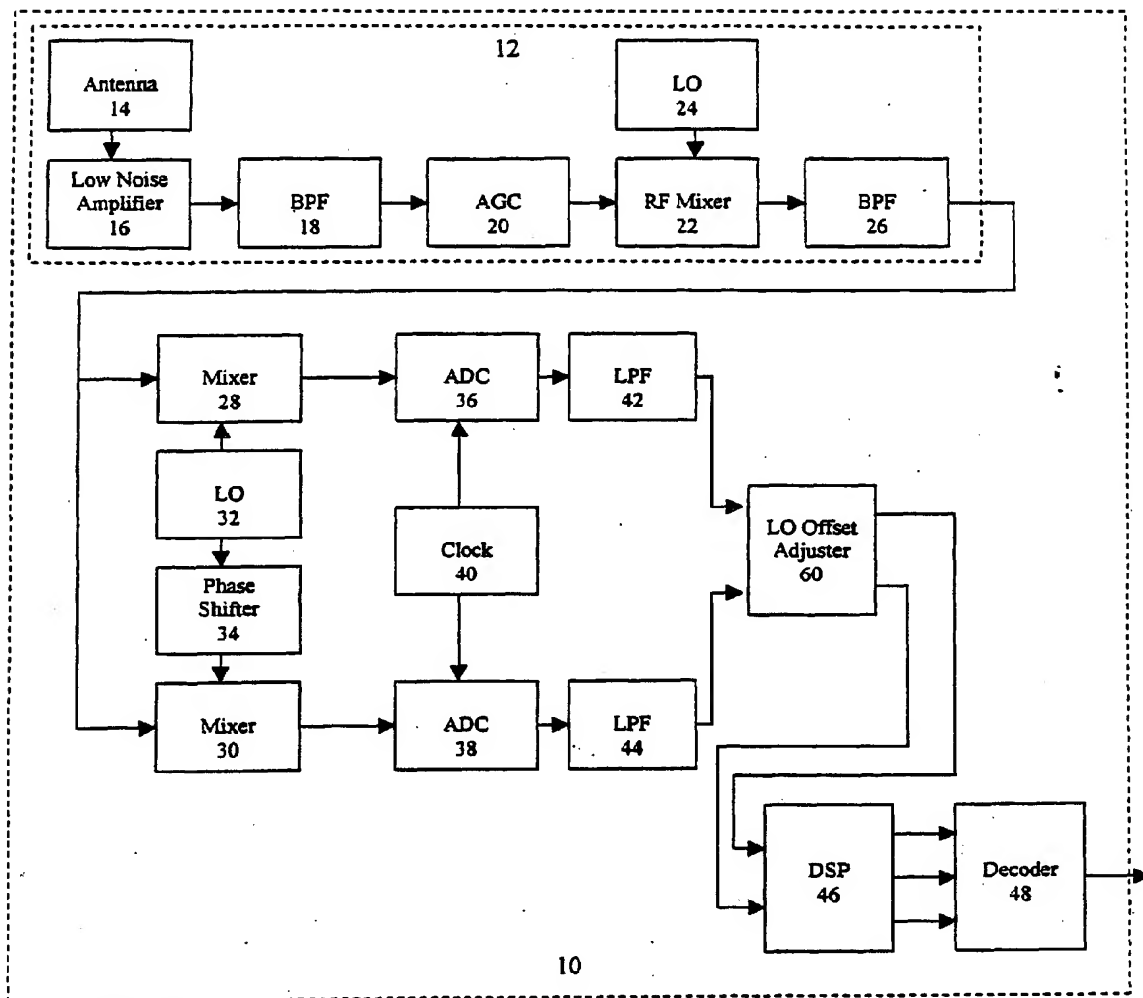 12
Antenna
14
LO
24
Low Noise
Amplifier
16
BPF
18
AGC
20
RF Mixer
22
BPF
26
Mixer
28
ADC
36
LPF
42
LO
32
Clock
40
LO Offset
Adjuster
60
Phase
Shifter
34
Mixer
30
ADC
38
LPF
44
DSP
46
Decoder
48
10